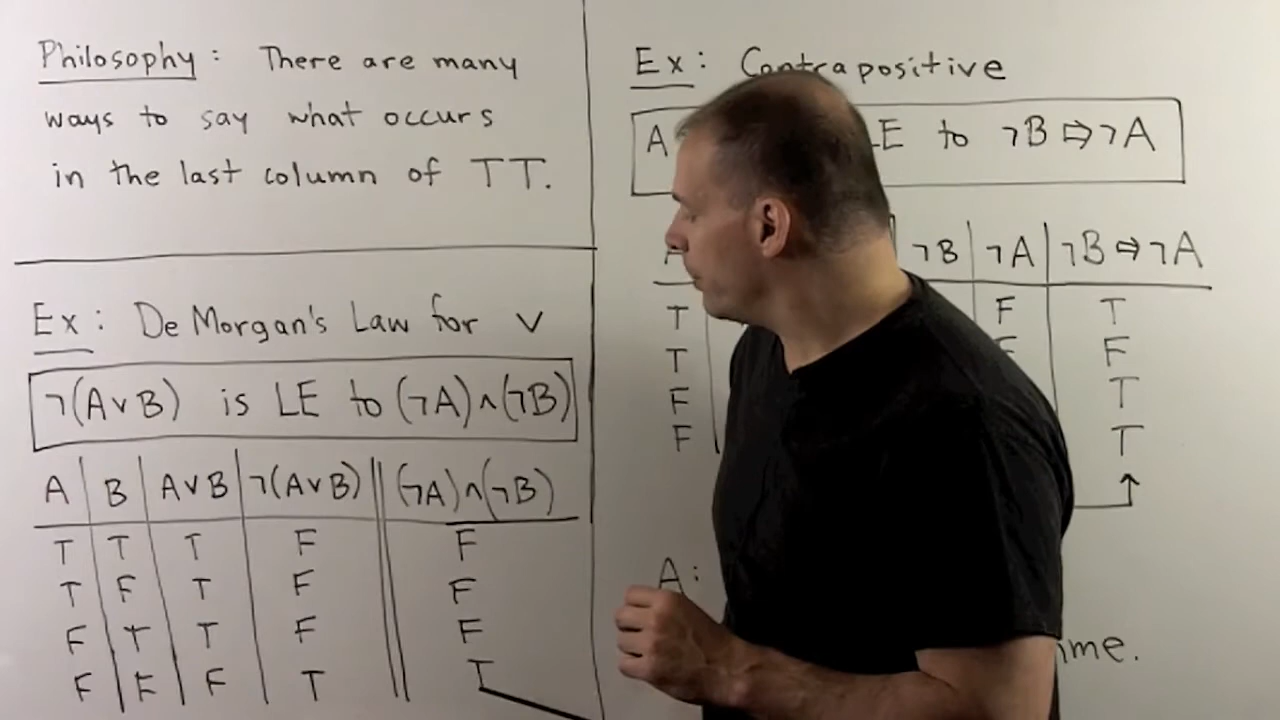 Philosophy: There are many
ways to say what occurs
in the last column of TT.
Ex: De Morgan's Law for ∨
¬(A∨B) is LE to (¬A)∧(¬B)
A B A∨B ¬(A∨B) (¬A)∧(¬B)
T T T F F
T F T F F
F T T F F
F F F T T
Ex: Contrapositive
A LE to ¬B ⇒ ¬A
¬B ¬A ¬B ⇒ ¬A
T F T
T F
F T
F T
A: